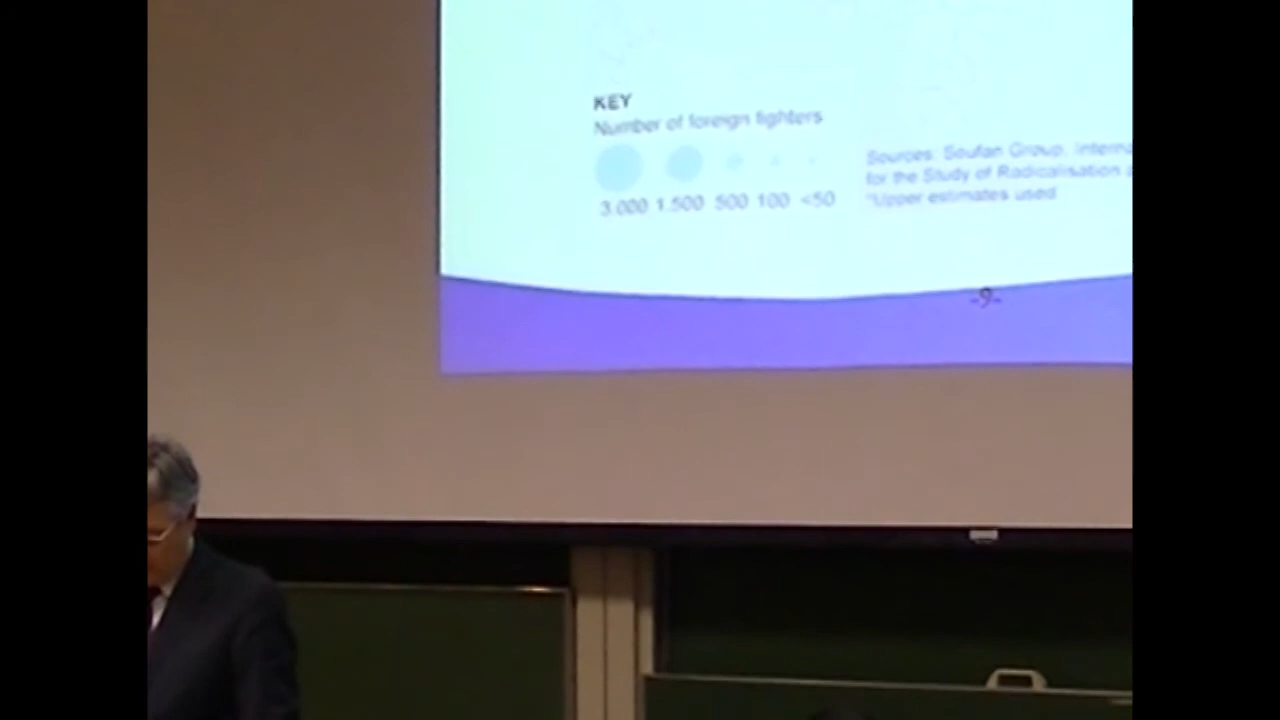 KEY
Number of foreign fighters
3,000 1,500 500 100 <50
Sources: Soufan Group, Interna
for the Study of Radicalisation a
*Upper estimates used
-9-